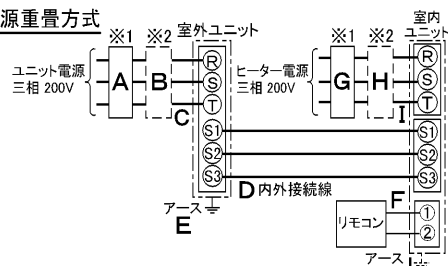 源重畳方式
※1 ※2 室外ユニット
※1 ※2 室内ユニット
ユニット電源
三相 200V
A B R S T
C
ヒーター電源
三相 200V
G H R S T
I
S1 S1
S2 S2
S3 S3
D 内外接続線
アース
E
リモコン
F
① ②
アース